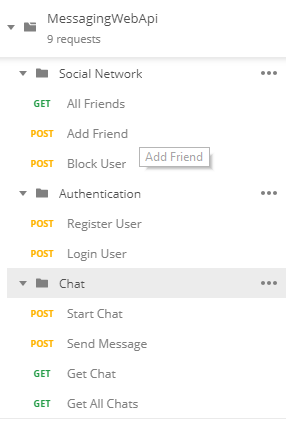 MessagingWebApi
9 requests
Social Network
GET All Friends
POST Add Friend
Add Friend
POST Block User
Authentication
POST Register User
POST Login User
Chat
POST Start Chat
POST Send Message
GET Get Chat
GET Get All Chats